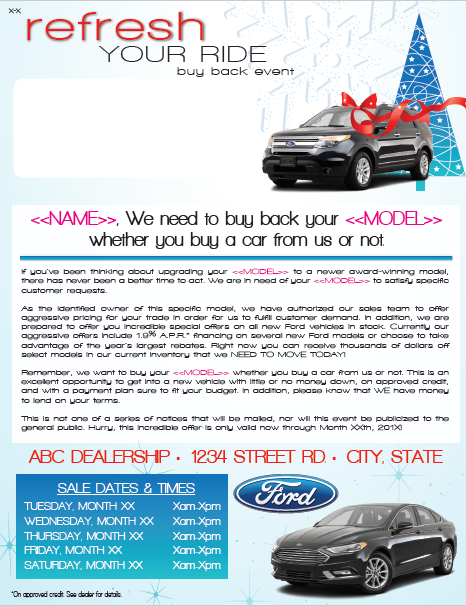 X-X
refresh
YOUR RIDE
buy back event
<<NAME>>, We need to buy back your <<MODEL>>
whether you buy a car from us or not.
If you've been thinking about upgrading your <<MODEL>> to a newer award-winning model,
there has never been a better time to act. We are in need of your <<MODEL>> to satisfy specific
customer requests.
As the identified owner of this specific model, we have authorized our sales team to offer
aggressive pricing for your trade in order for us to fulfill customer demand. In addition, we are
prepared to offer you incredible special offers on all new Ford vehicles in stock. Currently our
aggressive offers include 1.9% A.P.R.* financing on several new Ford models or choose to take
advantage of the year's largest rebates. Right now you can receive thousands of dollars off
select models in our current inventory that we NEED TO MOVE TODAY!
Remember, we want to buy your <<MODEL>> whether you buy a car from us or not. This is an
excellent opportunity to get into a new vehicle with little or no money down, on approved credit,
and with a payment plan sure to fit your budget. In addition, please know that WE have money
to lend on your terms.
This is not one of a series of notices that will be mailed, nor will this event be publicized to the
general public. Hurry, this incredible offer is only valid now through Month XXth, 201X!
ABC DEALERSHIP • 1234 STREET RD. • CITY, STATE
SALE DATES & TIMES
TUESDAY, MONTH XX Xam-Xpm
WEDNESDAY, MONTH XX Xam-Xpm
THURSDAY, MONTH XX Xam-Xpm
FRIDAY, MONTH XX Xam-Xpm
SATURDAY, MONTH XX Xam-Xpm
Ford
*On approved credit. See dealer for details.